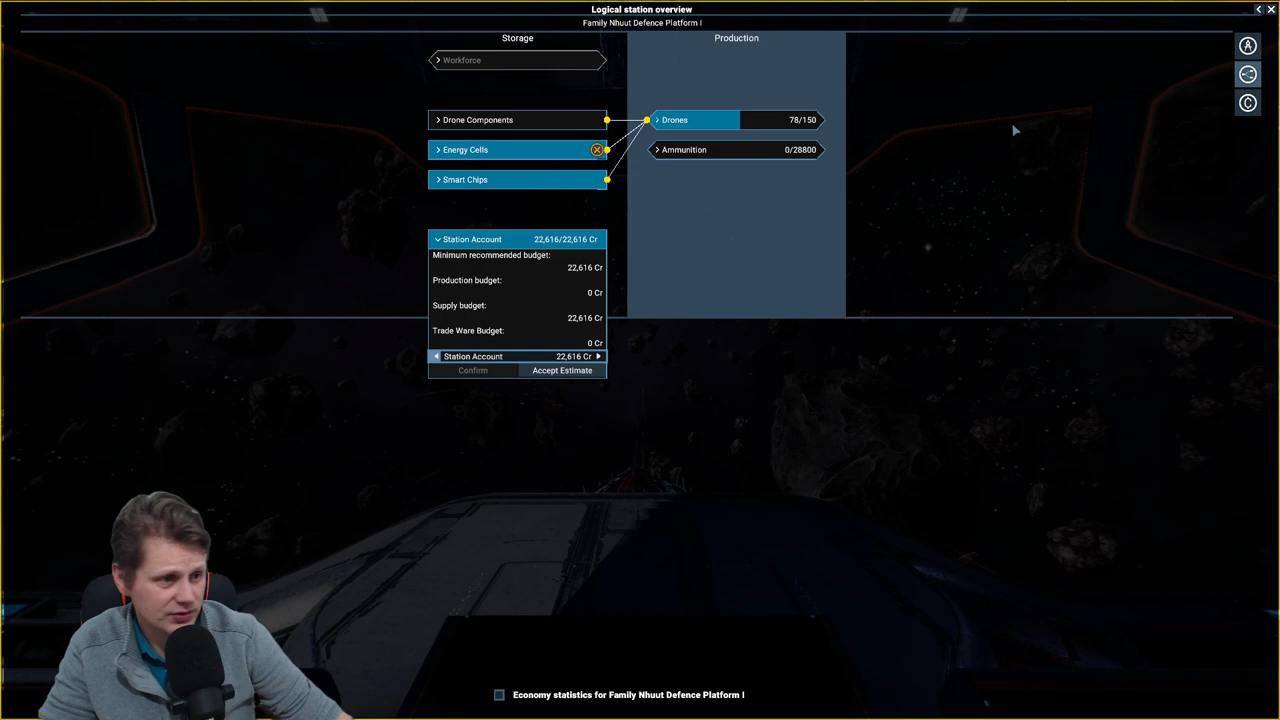 Logical station overview
Family Nhuut Defence Platform I
Storage
Production
Workforce
Drone Components
Drones 78/150
Energy Cells
Ammunition 0/28800
Smart Chips
Station Account 22,616/22,616 Cr
Minimum recommended budget:
22,616 Cr
Production budget:
0 Cr
Supply budget:
22,616 Cr
Trade Ware Budget:
0 Cr
Station Account 22,616 Cr
Confirm Accept Estimate
Economy statistics for Family Nhuut Defence Platform I